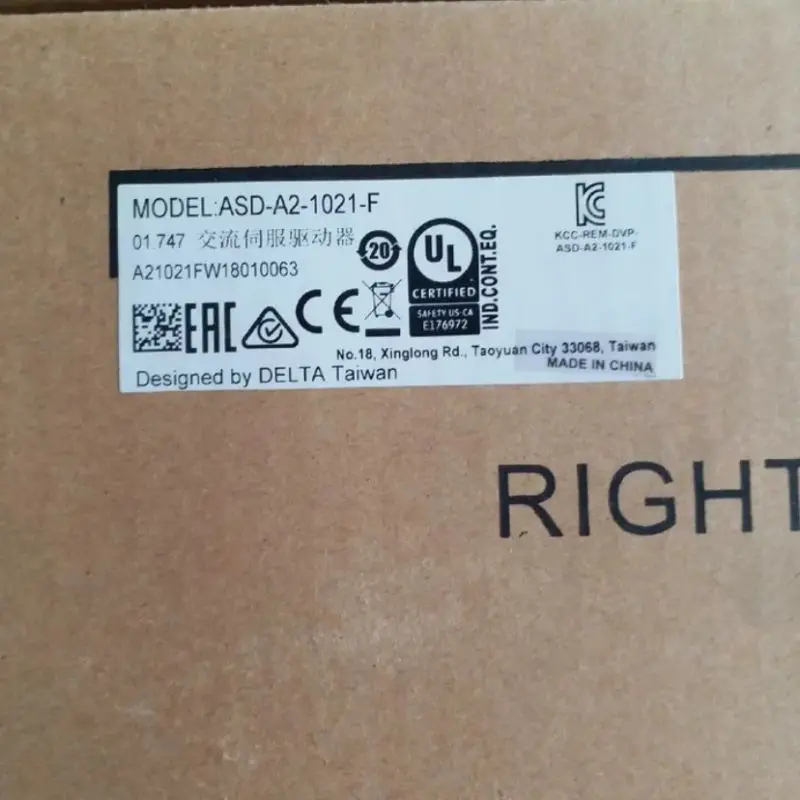 MODEL:ASD-A2-1021-F
01.747 交流伺服驱动器
A21021FW18010063
20
UL
CERTIFIED
SAFETY US-CA
E176972
IND.CONT.EQ.
KC
KCC-REM-DVP-
ASD-A2-1021-F
EAC
CE
No.18, Xinglong Rd., Taoyuan City 33068, Taiwan
MADE IN CHINA
Designed by DELTA Taiwan
RIGHT